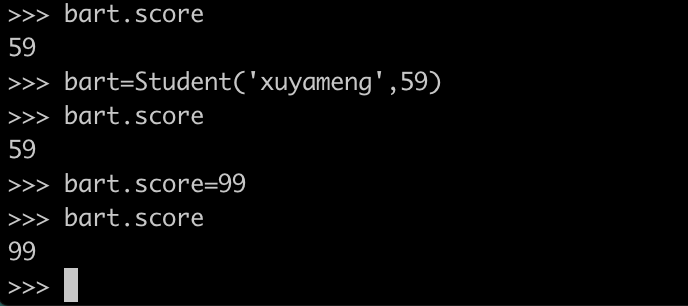 >>> bart.score
59
>>> bart=Student('xuyameng',59)
>>> bart.score
59
>>> bart.score=99
>>> bart.score
99
>>>